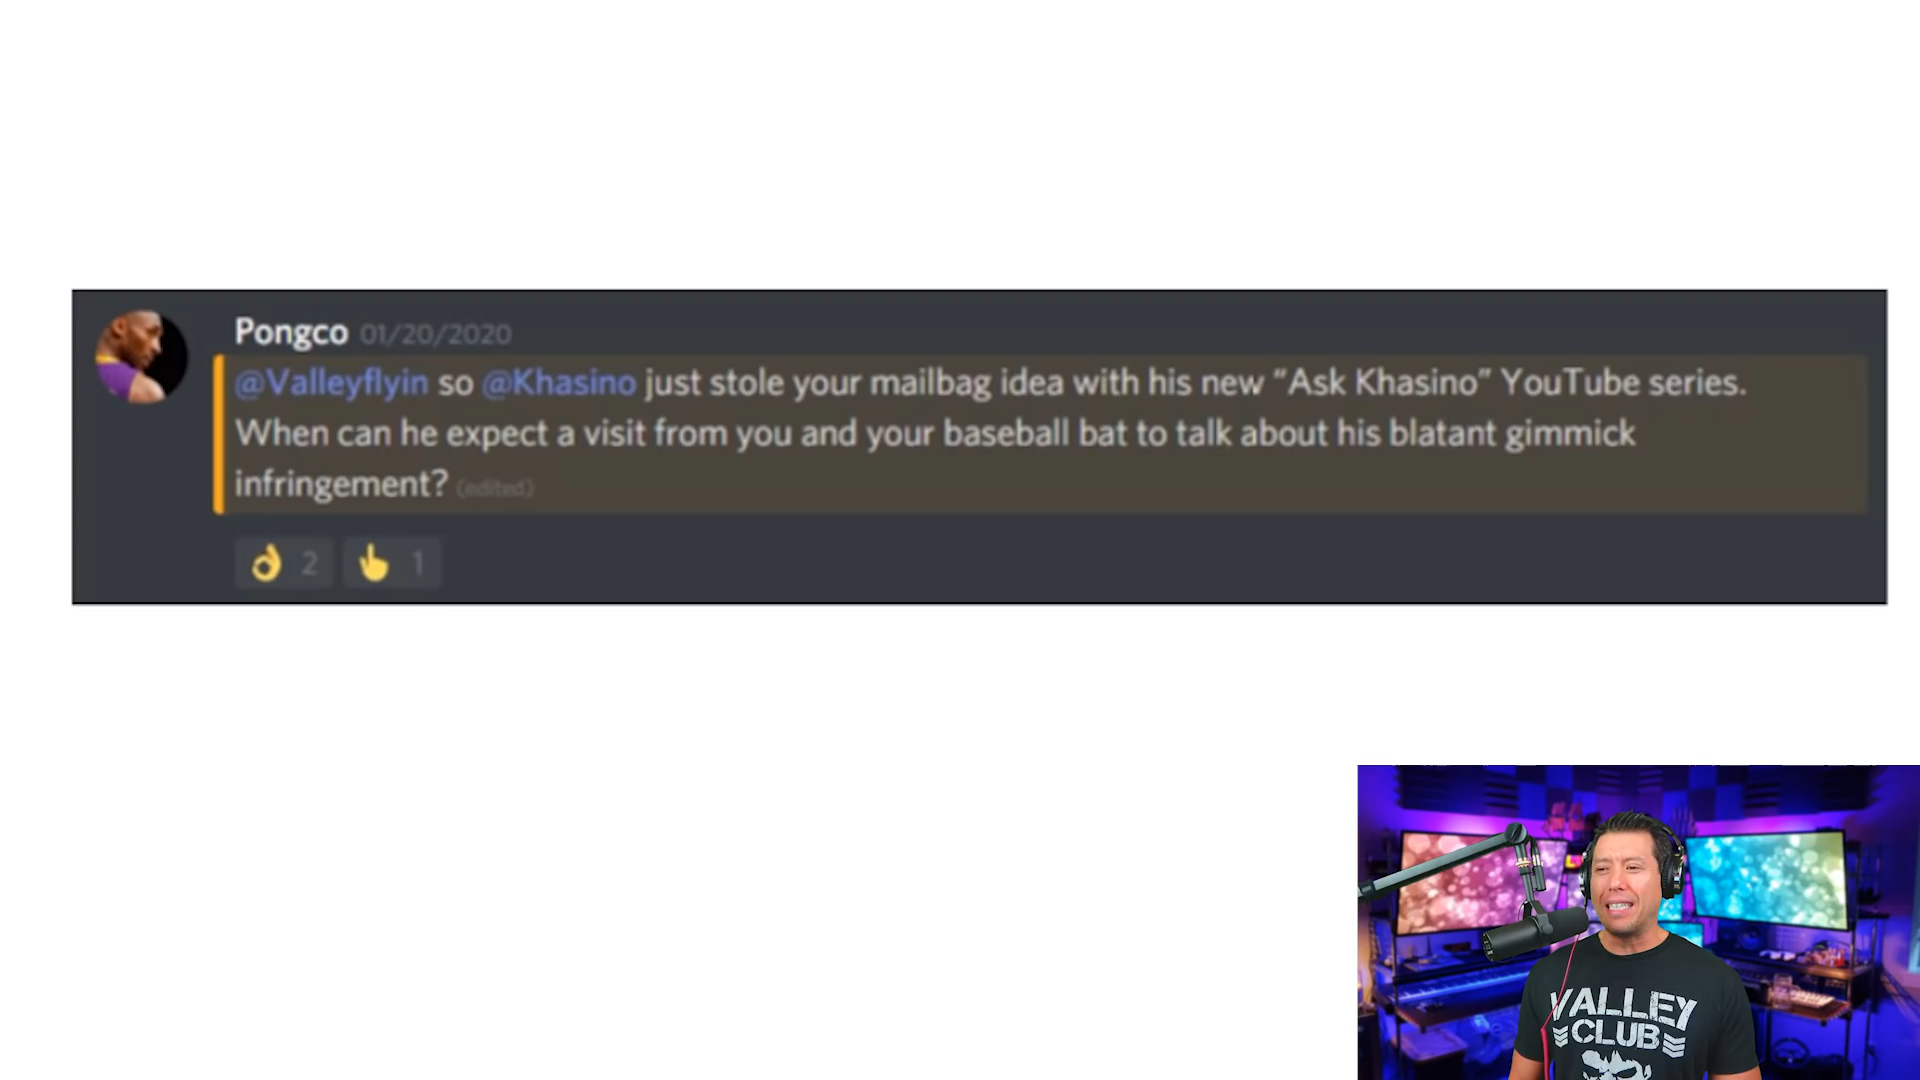 Pongco 01/20/2020
@Valleyflyin so @Khasino just stole your mailbag idea with his new “Ask Khasino” YouTube series.
When can he expect a visit from you and your baseball bat to talk about his blatant gimmick
infringement? (edited)
2 1
VALLEY
CLUB